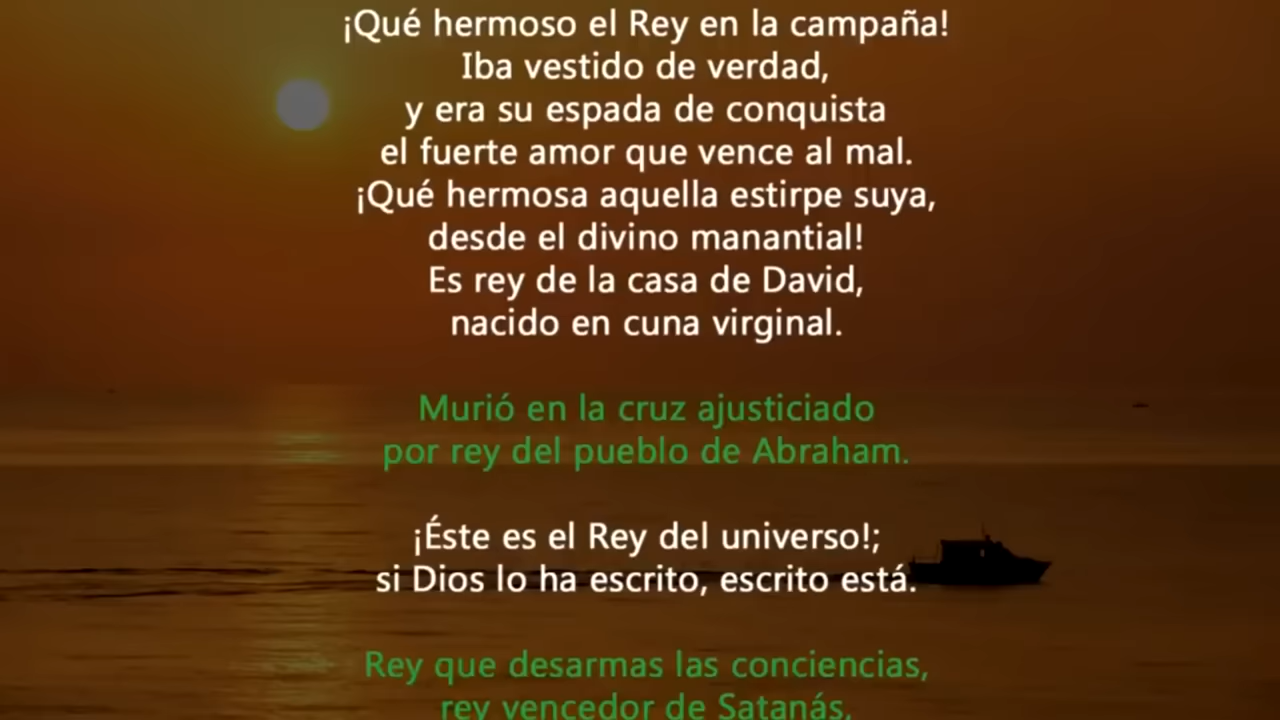 ¡Qué hermoso el Rey en la campaña!
Iba vestido de verdad,
y era su espada de conquista
el fuerte amor que vence al mal.
¡Qué hermosa aquella estirpe suya,
desde el divino manantial!
Es rey de la casa de David,
nacido en cuna virginal.
Murió en la cruz ajusticiado
por rey del pueblo de Abraham.
¡Éste es el Rey del universo!;
si Dios lo ha escrito, escrito está.
Rey que desarmas las conciencias,
rey vencedor de Satanás,